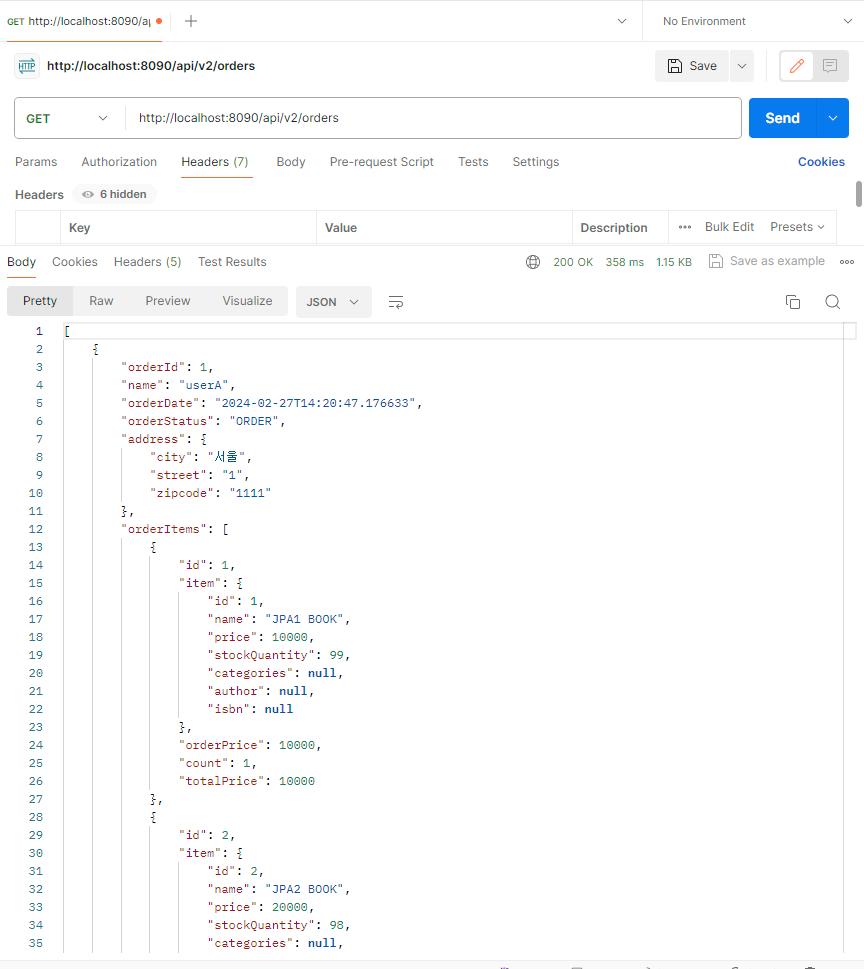 GET http://localhost:8090/a
No Environment
HTTP http://localhost:8090/api/v2/orders
Save
GET http://localhost:8090/api/v2/orders
Send
Params Authorization Headers (7) Body Pre-request Script Tests Settings Cookies
Headers 6 hidden
Key Value Description Bulk Edit Presets
Body Cookies Headers (5) Test Results 200 OK 358 ms 1.15 KB Save as example
Pretty Raw Preview Visualize JSON
1 [
2 {
3 "orderId": 1,
4 "name": "userA",
5 "orderDate": "2024-02-27T14:20:47.176633",
6 "orderStatus": "ORDER",
7 "address": {
8 "city": "서울",
9 "street": "1",
10 "zipcode": "1111"
11 },
12 "orderItems": [
13 {
14 "id": 1,
15 "item": {
16 "id": 1,
17 "name": "JPA1 BOOK",
18 "price": 10000,
19 "stockQuantity": 99,
20 "categories": null,
21 "author": null,
22 "isbn": null
23 },
24 "orderPrice": 10000,
25 "count": 1,
26 "totalPrice": 10000
27 },
28 {
29 "id": 2,
30 "item": {
31 "id": 2,
32 "name": "JPA2 BOOK",
33 "price": 20000,
34 "stockQuantity": 98,
35 "categories": null,